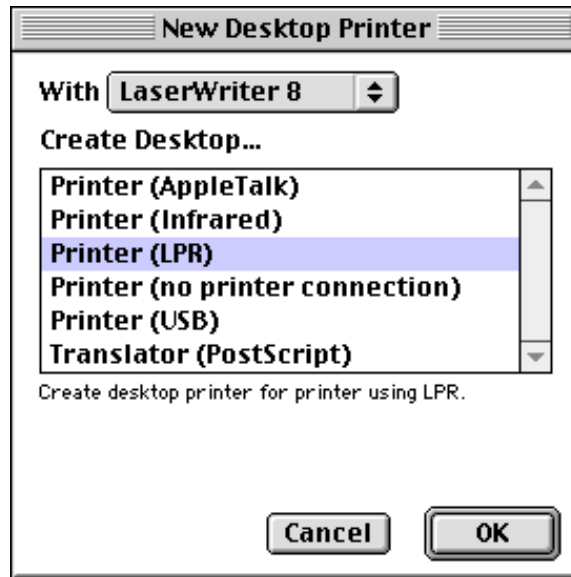 New Desktop Printer
With LaserWriter 8
Create Desktop...
Printer (AppleTalk)
Printer (Infrared)
Printer (LPR)
Printer (no printer connection)
Printer (USB)
Translator (PostScript)
Create desktop printer for printer using LPR.
Cancel OK